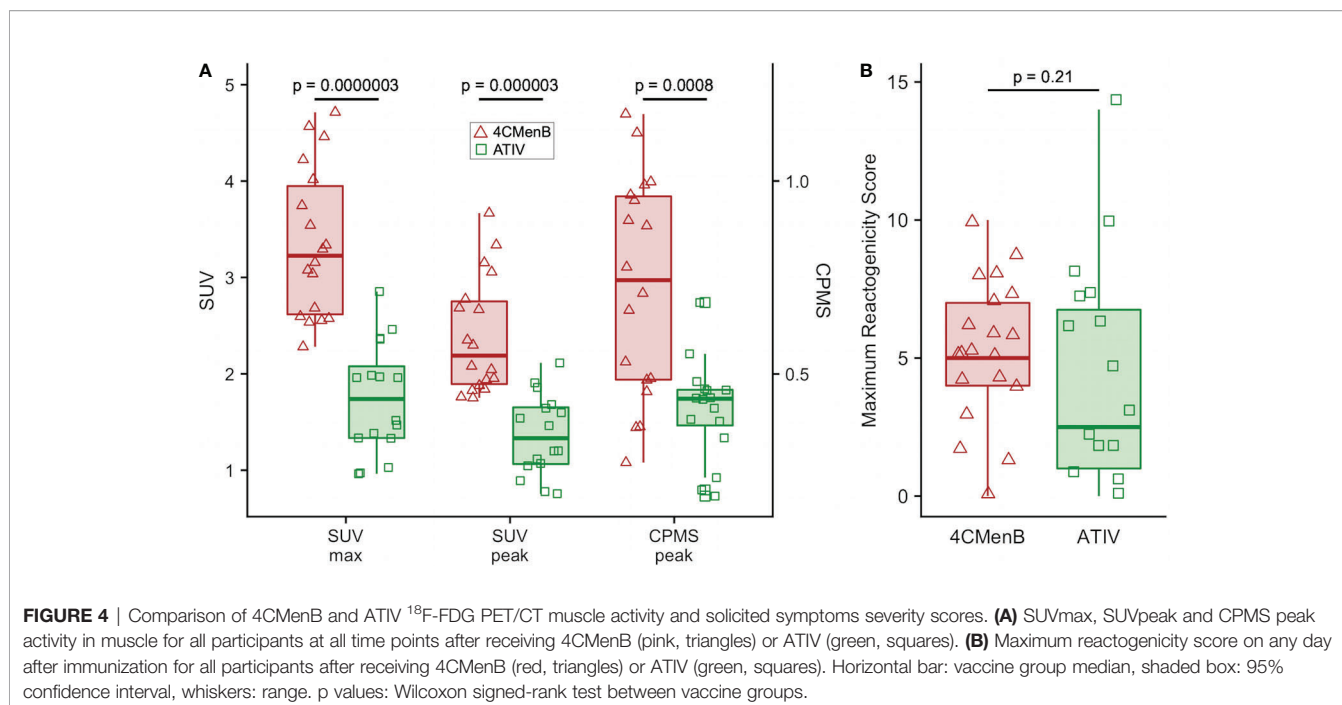 A
p = 0.0000003
p = 0.000003
p = 0.0008
4CMenB
ATIV
5
4
3
2
1
SUV
1.0
0.5
CPMS
SUV
max
SUV
peak
CPMS
peak
B
p = 0.21
15
10
5
0
Maximum Reactogenicity Score
4CMenB
ATIV
FIGURE 4 | Comparison of 4CMenB and ATIV ¹⁸F-FDG PET/CT muscle activity and solicited symptoms severity scores. (A) SUVmax, SUVpeak and CPMS peak
activity in muscle for all participants at all time points after receiving 4CMenB (pink, triangles) or ATIV (green, squares). (B) Maximum reactogenicity score on any day
after immunization for all participants after receiving 4CMenB (red, triangles) or ATIV (green, squares). Horizontal bar: vaccine group median, shaded box: 95%
confidence interval, whiskers: range. p values: Wilcoxon signed-rank test between vaccine groups.